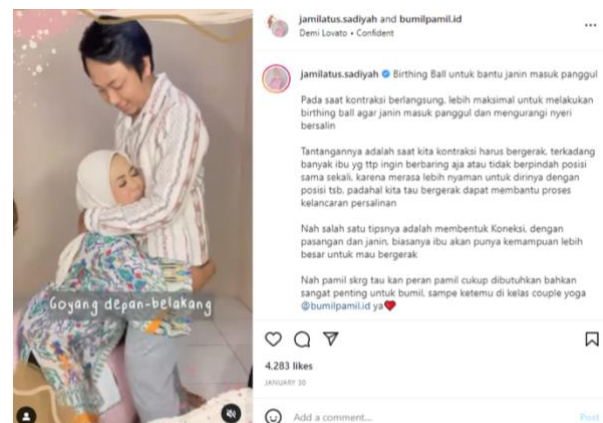 jamilatus.sadiyah and bumilpamil.id
Demi Lovato • Confident
jamilatus.sadiyah Birthing Ball untuk bantu janin masuk panggul
Pada saat kontraksi berlangsung, lebih maksimal untuk melakukan
birthing ball agar janin masuk panggul dan mengurangi nyeri
bersalin
Tantangannya adalah saat kita kontraksi harus bergerak, terkadang
banyak ibu yg ttp ingin berbaring aja atau tidak berpindah posisi
sama sekali, karena merasa lebih nyaman untuk dirinya dengan
posisi tsb, padahal kita tau bergerak dapat membantu proses
kelancaran persalinan
Nah salah satu tipsnya adalah membentuk Koneksi, dengan
pasangan dan janin, biasanya ibu akan punya kemampuan lebih
besar untuk mau bergerak
Nah pamil skrg tau kan peran pamil cukup dibutuhkan bahkan
sangat penting untuk bumil, sampe ketemu di kelas couple yoga
@bumilpamil.id ya❤️
Goyang depan-belakang
4.283 likes
JANUARY 30
Add a comment...
Post